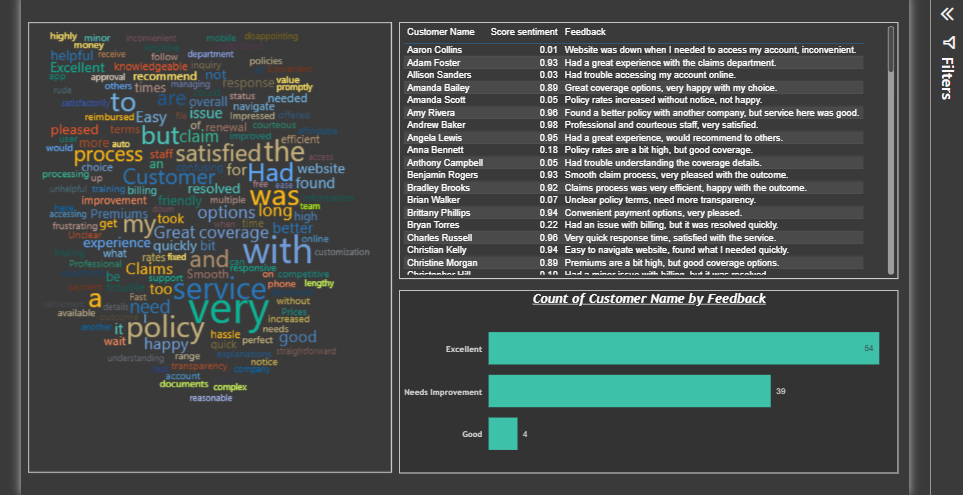 highly minor inconvenient mobile disappointing
money
helpful receive follow department
Excellent knowledgeable inquiry policies
app approval recommend not
rude others times response value
promptly
satisfactorily to are overall status needed
reimbursed Easy file issue navigate Impressed offered
pleased terms but claim of renewal courteous efficient
user more auto improved affordable
would process staff satisfied the
choice an confusing access
processing up Customer for Had website
unhelpful training billing resolved free ease found
improvement friendly multiple was team
here
accessing Premiums my took options long high
frustrating get when time better
Unclear Great coverage online
experience quickly bit with customization
what rates fixed
Professional Claims Smooth and can responsive
be support on competitive
too service phone lengthy
Fast without
a details need very Prices
available outcome increased
another it policy hassle needs
wait happy quick perfect good
understanding range explanations straightforward
transparency notice
account company
documents complex
reasonable
Customer Name Score sentiment Feedback
Aaron Collins 0.01 Website was down when I needed to access my account, inconvenient.
Adam Foster 0.93 Had a great experience with the claims department.
Allison Sanders 0.03 Had trouble accessing my account online.
Amanda Bailey 0.89 Great coverage options, very happy with my choice.
Amanda Scott 0.05 Policy rates increased without notice, not happy.
Amy Rivera 0.96 Found a better policy with another company, but service here was good.
Andrew Baker 0.98 Professional and courteous staff, very satisfied.
Angela Lewis 0.95 Had a great experience, would recommend to others.
Anna Bennett 0.18 Policy rates are a bit high, but good coverage.
Anthony Campbell 0.05 Had trouble understanding the coverage details.
Benjamin Rogers 0.93 Smooth claim process, very pleased with the outcome.
Bradley Brooks 0.92 Claims process was very efficient, happy with the outcome.
Brian Walker 0.07 Unclear policy terms, need more transparency.
Brittany Phillips 0.94 Convenient payment options, very pleased.
Bryan Torres 0.22 Had an issue with billing, but it was resolved quickly.
Charles Russell 0.96 Very quick response time, satisfied with the service.
Christian Kelly 0.94 Easy to navigate website, found what I needed quickly.
Christine Morgan 0.89 Premiums are a bit high, but good coverage options.
Christopher Hill 0.10 Had a minor issue with billing, but it was resolved
Count of Customer Name by Feedback
Excellent 54
Needs Improvement 39
Good 4
Filters